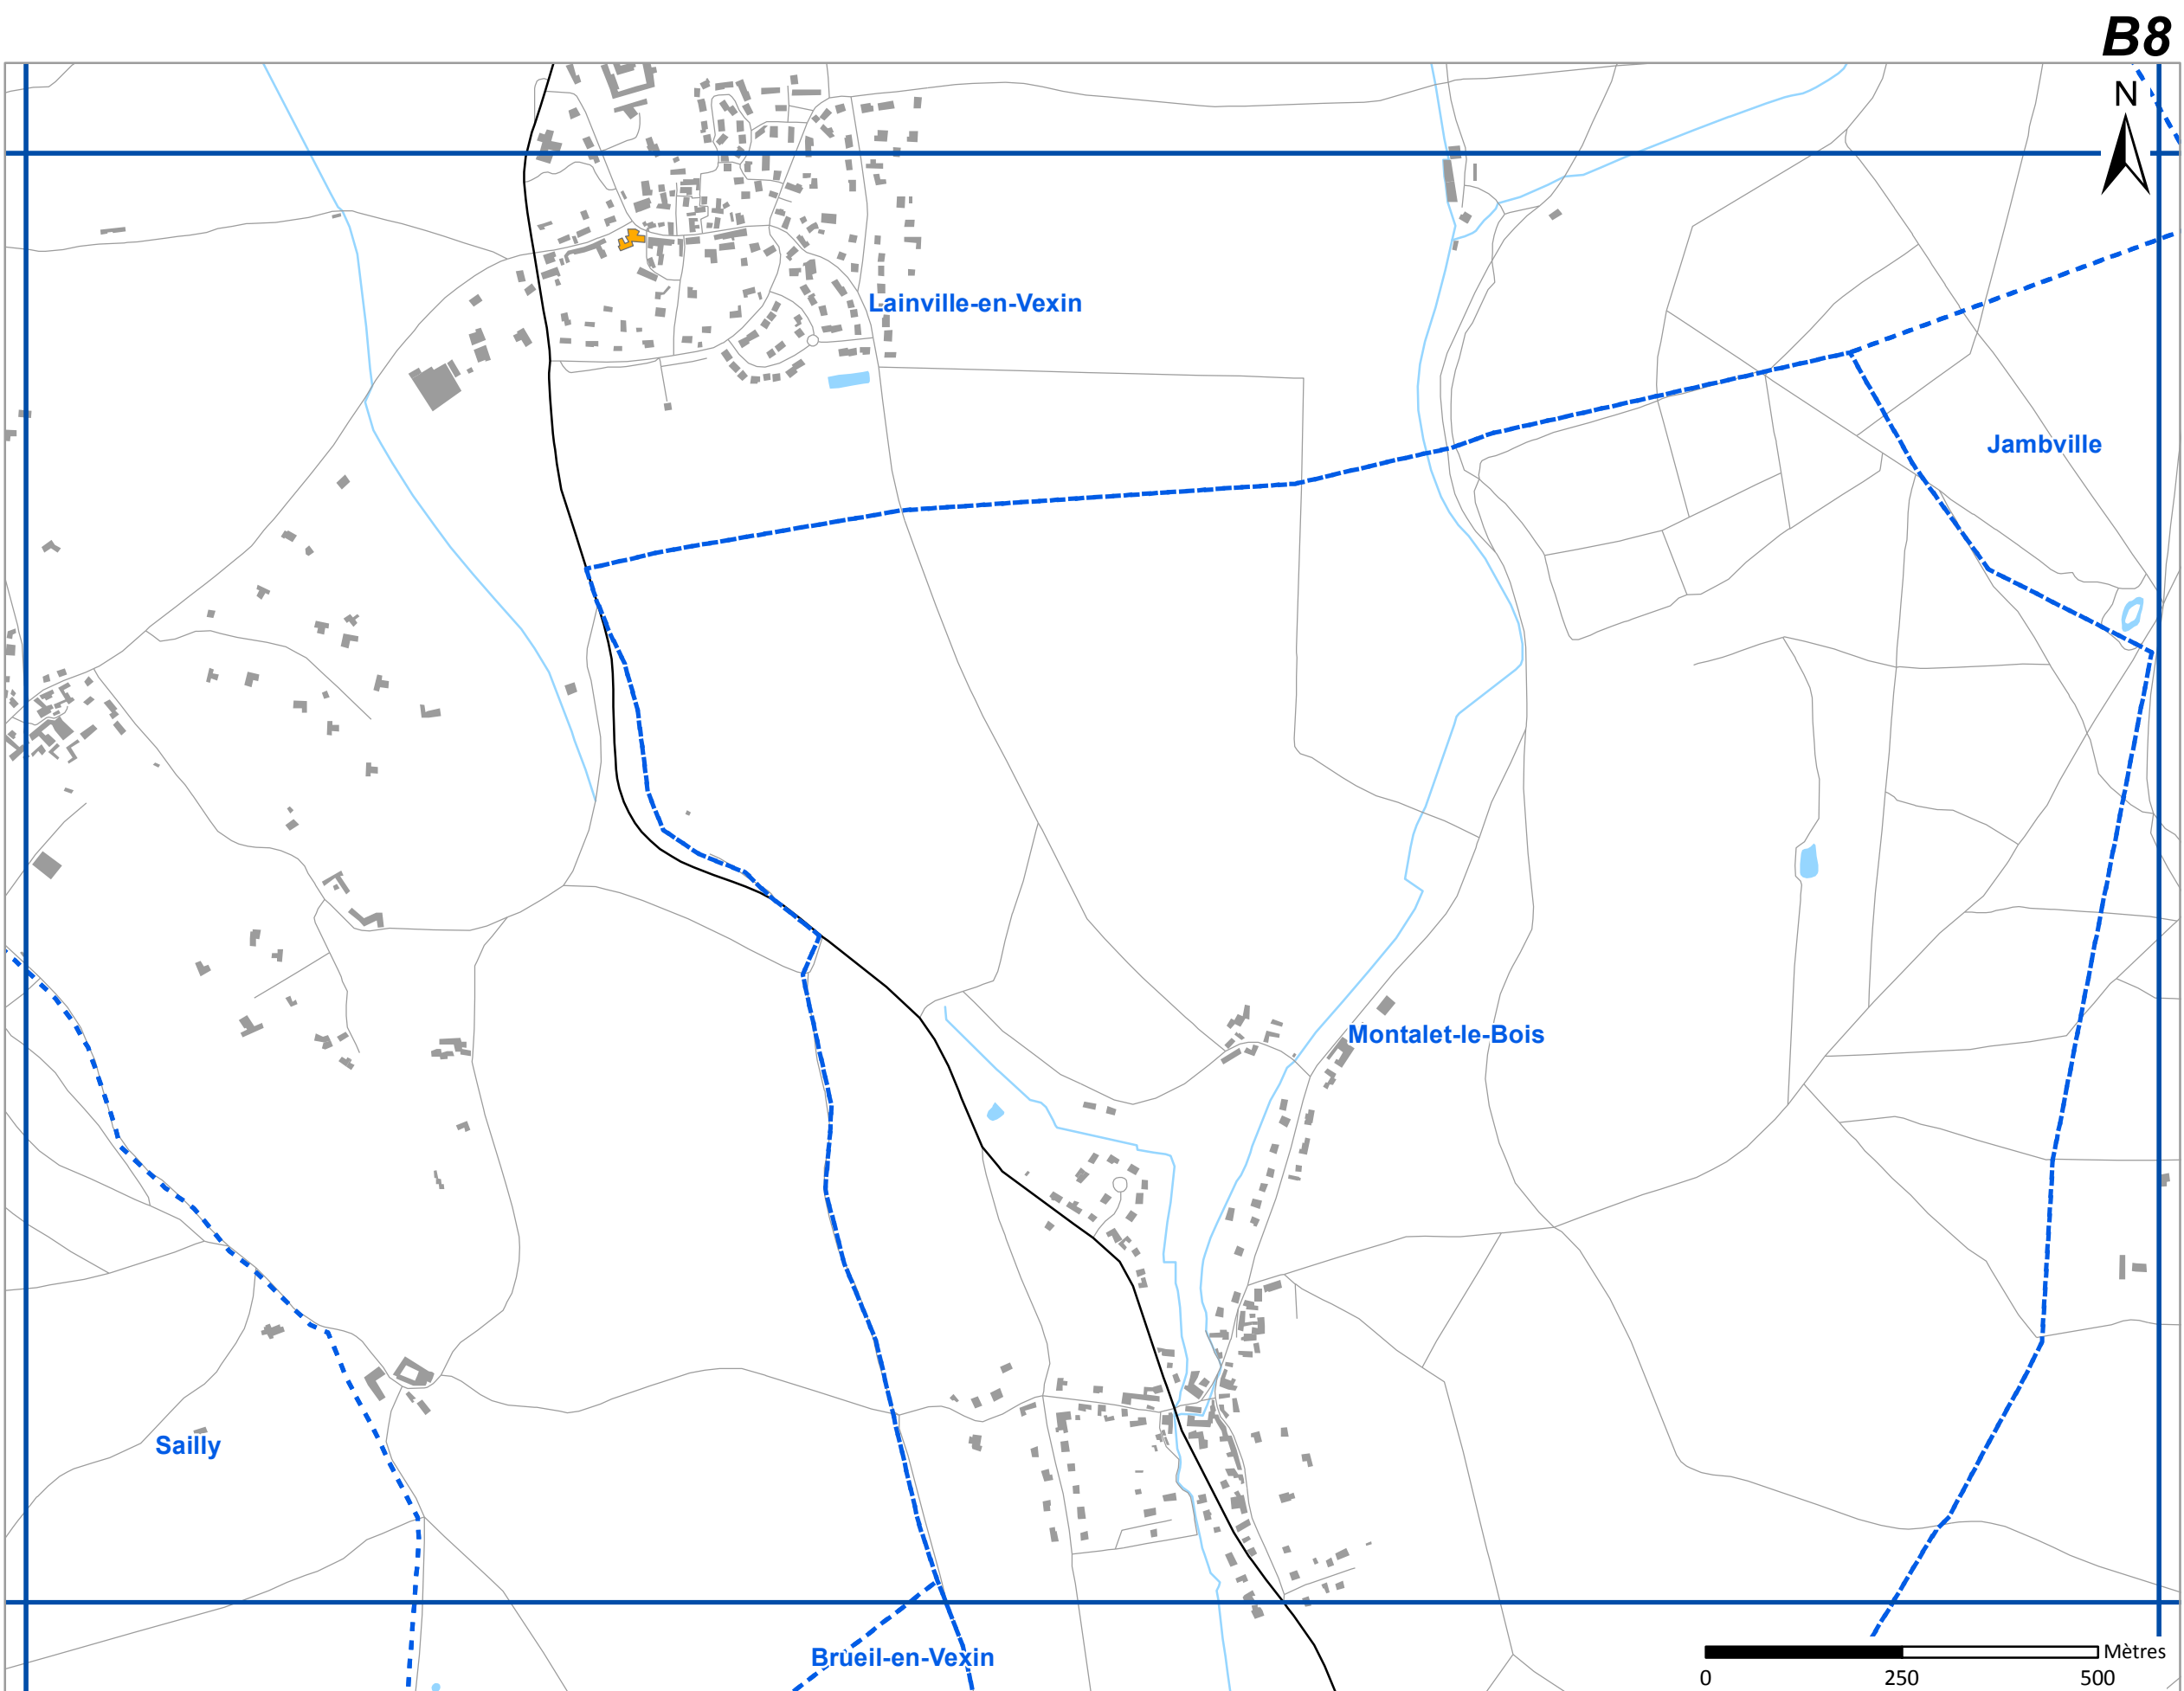 B8
N
Lainville-en-Vexin
Jambville
Montalet-le-Bois
Sailly
Brueil-en-Vexin
Mètres
0 250 500